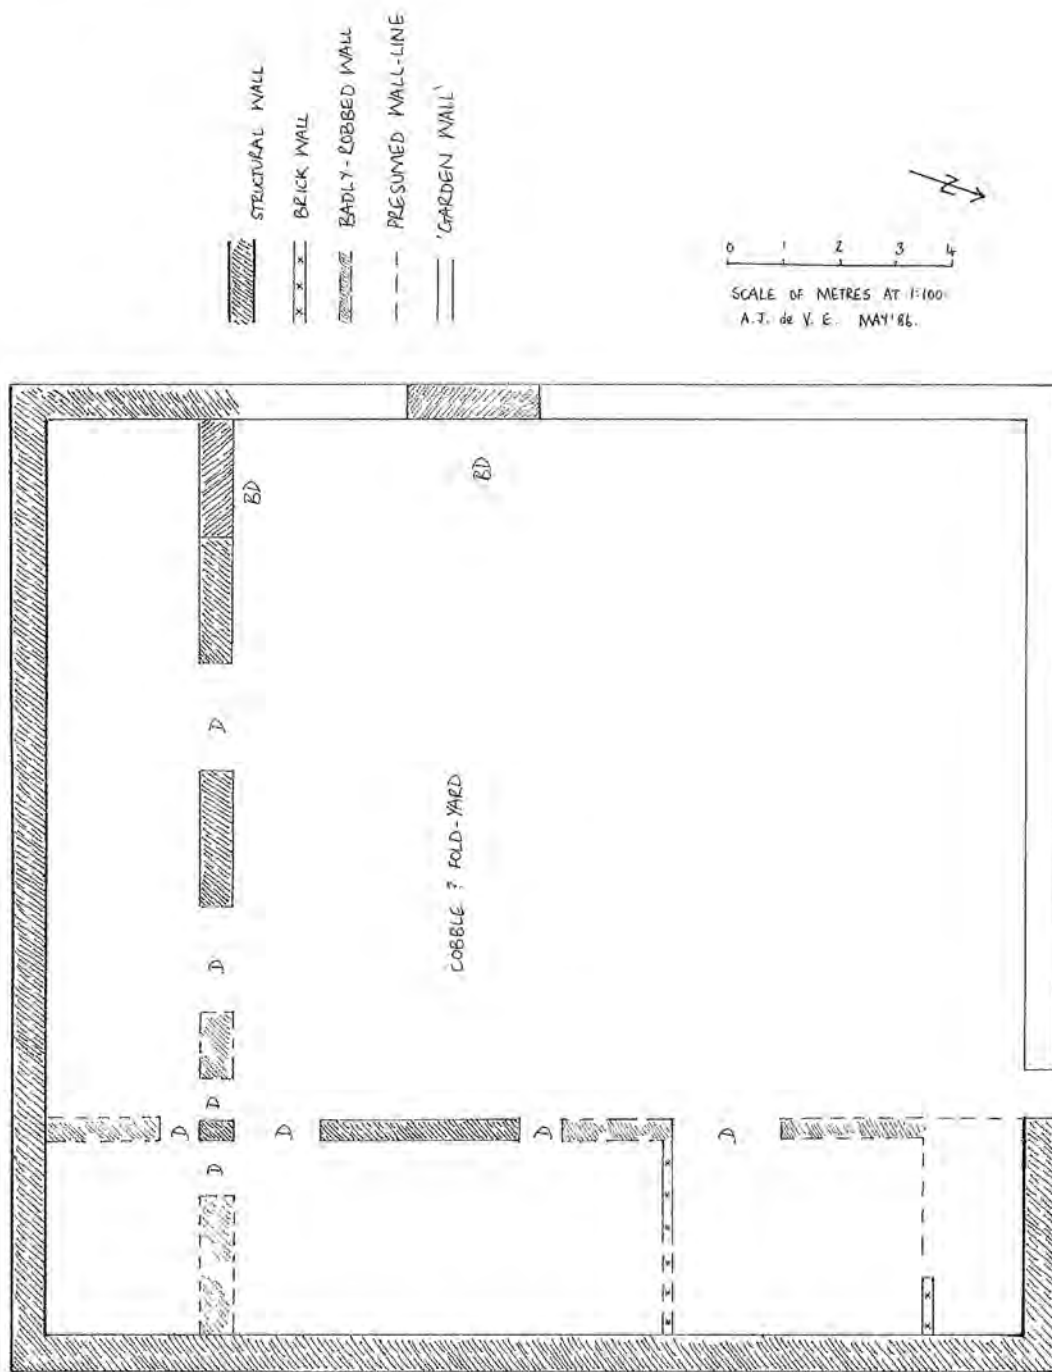 STRUCTURAL WALL
BRICK WALL
BADLY-ROBBED WALL
PRESUMED WALL-LINE
'GARDEN WALL'
N
0 1 2 3 4
SCALE OF METRES AT 1:100
A.J. de V. E. MAY '86.
BD
BD
D
COBBLE ? FOLD-YARD
D
D
D
D
D
D
D